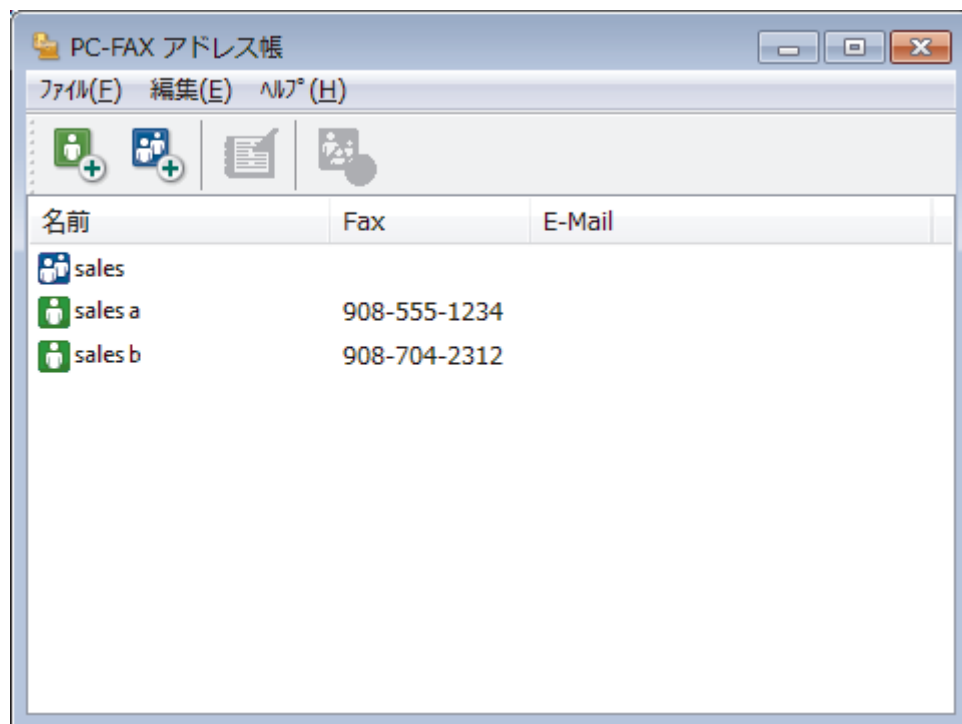 PC-FAX アドレス帳
ﾌｧｲﾙ(F) 編集(E) ﾍﾙﾌﾟ(H)
名前 Fax E-Mail
sales
sales a 908-555-1234
sales b 908-704-2312